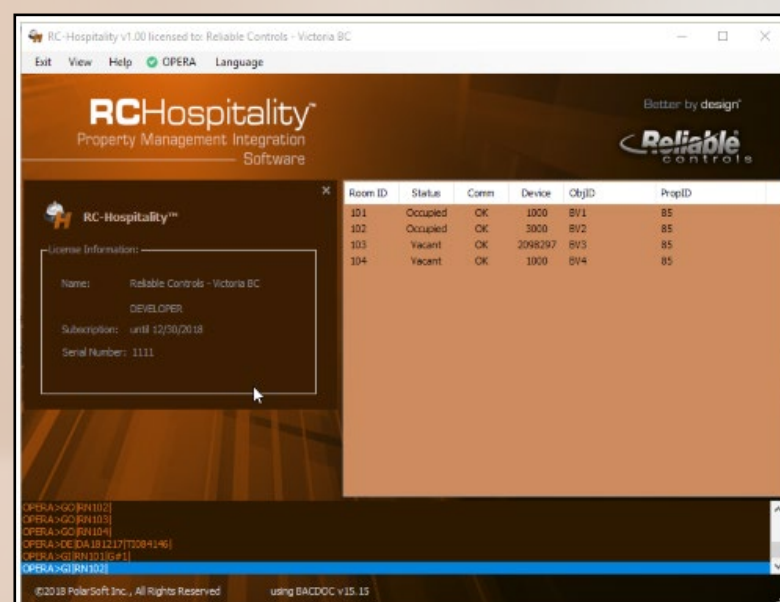 RC-Hospitality v1.00 licensed to: Reliable Controls - Victoria BC
Exit View Help OPERA Language
RCHospitality™
Property Management Integration
Software
Better by design™
Reliable
controls
RC-Hospitality™
License Information:
Name: Reliable Controls - Victoria BC
DEVELOPER
Subscription: until 12/30/2018
Serial Number: 1111
Room ID Status Comm Device ObjID PropID
101 Occupied OK 1000 BV1 85
102 Occupied OK 3000 BV2 85
103 Vacant OK 2098297 BV3 85
104 Vacant OK 1000 BV4 85
OPERA>GO|RN102|
OPERA>GO|RN103|
OPERA>GO|RN104|
OPERA>DE|DA181217|TI084146|
OPERA>GI|RN101|G#1|
OPERA>GI|RN102|
©2018 PolarSoft Inc., All Rights Reserved using BACDOC v15.15